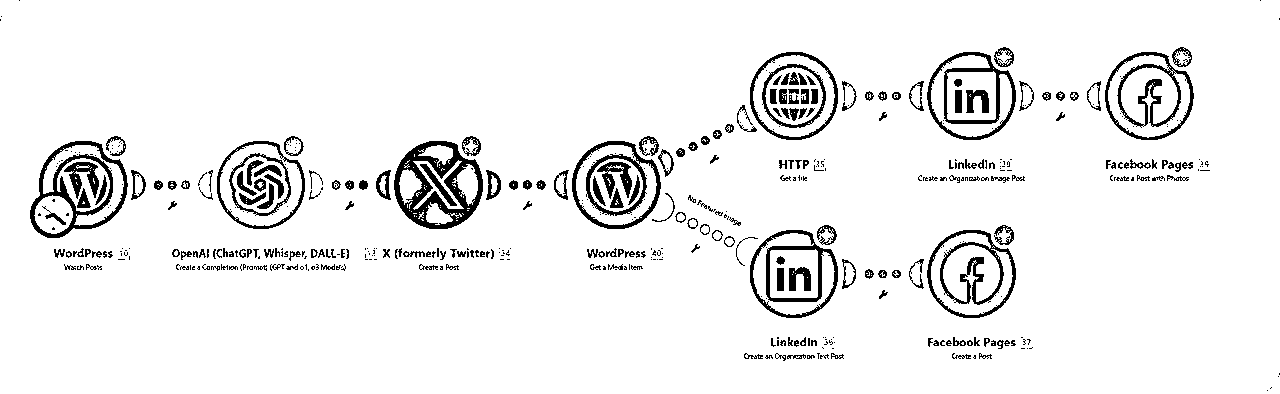 HTTP 25
Get a file
LinkedIn
Create an Organization Image Post
Facebook Pages
Create a Post with Photos
No Featured Image
WordPress 10
Watch Posts
OpenAI (ChatGPT, Whisper, DALL-E) 13
Create a Completion (Prompt) (GPT and o1, o3 Models)
X (formerly Twitter) 34
Create a Post
WordPress 40
Get a Media Item
LinkedIn 36
Create an Organization Text Post
Facebook Pages 37
Create a Post